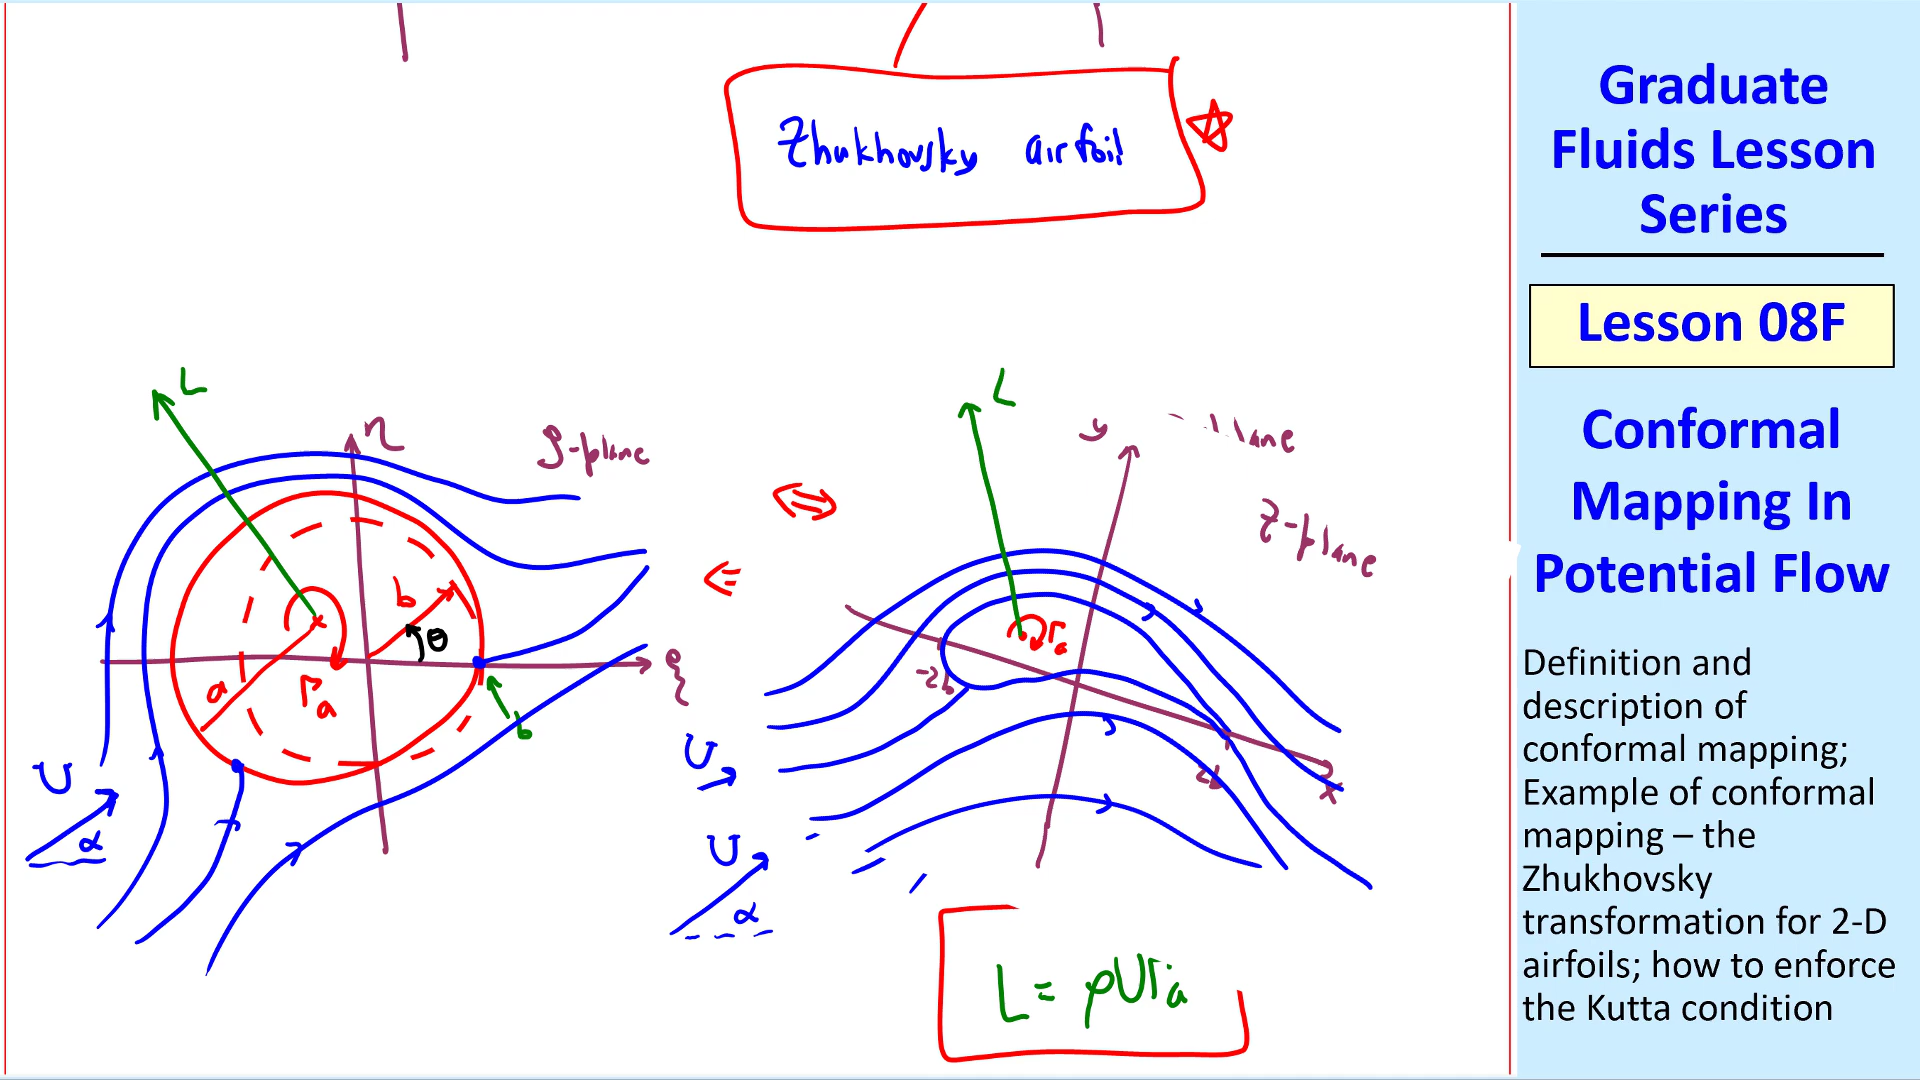 Zhukhovsky airfoil
L
η
ζ-plane
b
θ
ξ
a
Γa
b
U
α
L
y
lane
z-plane
Γa
-2b
2b
x
U
U
α
L = ρUΓa
Graduate
Fluids Lesson
Series
Lesson 08F
Conformal
Mapping In
Potential Flow
Definition and
description of
conformal mapping;
Example of conformal
mapping – the
Zhukhovsky
transformation for 2-D
airfoils; how to enforce
the Kutta condition